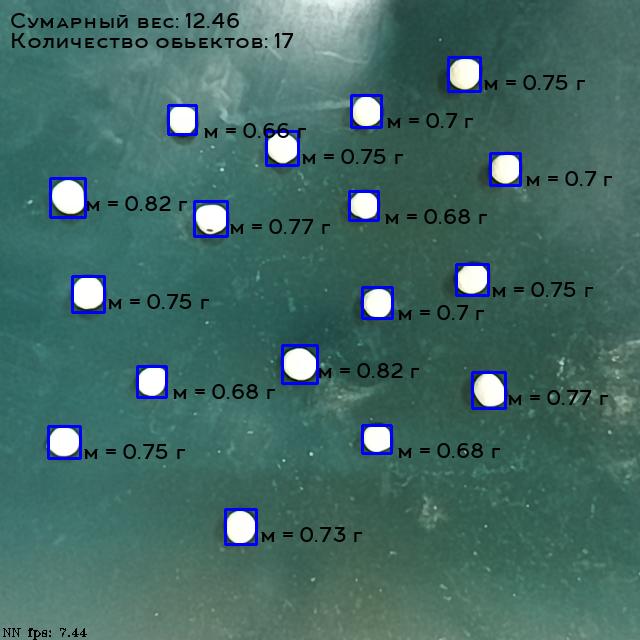 Сумарный вес: 12.46
Количество обьектов: 17
м = 0.75 г
м = 0.7 г
м = 0.66 г
м = 0.75 г
м = 0.7 г
м = 0.82 г
м = 0.68 г
м = 0.77 г
м = 0.75 г
м = 0.75 г
м = 0.7 г
м = 0.82 г
м = 0.68 г
м = 0.77 г
м = 0.75 г
м = 0.68 г
м = 0.73 г
NN fps: 7.44